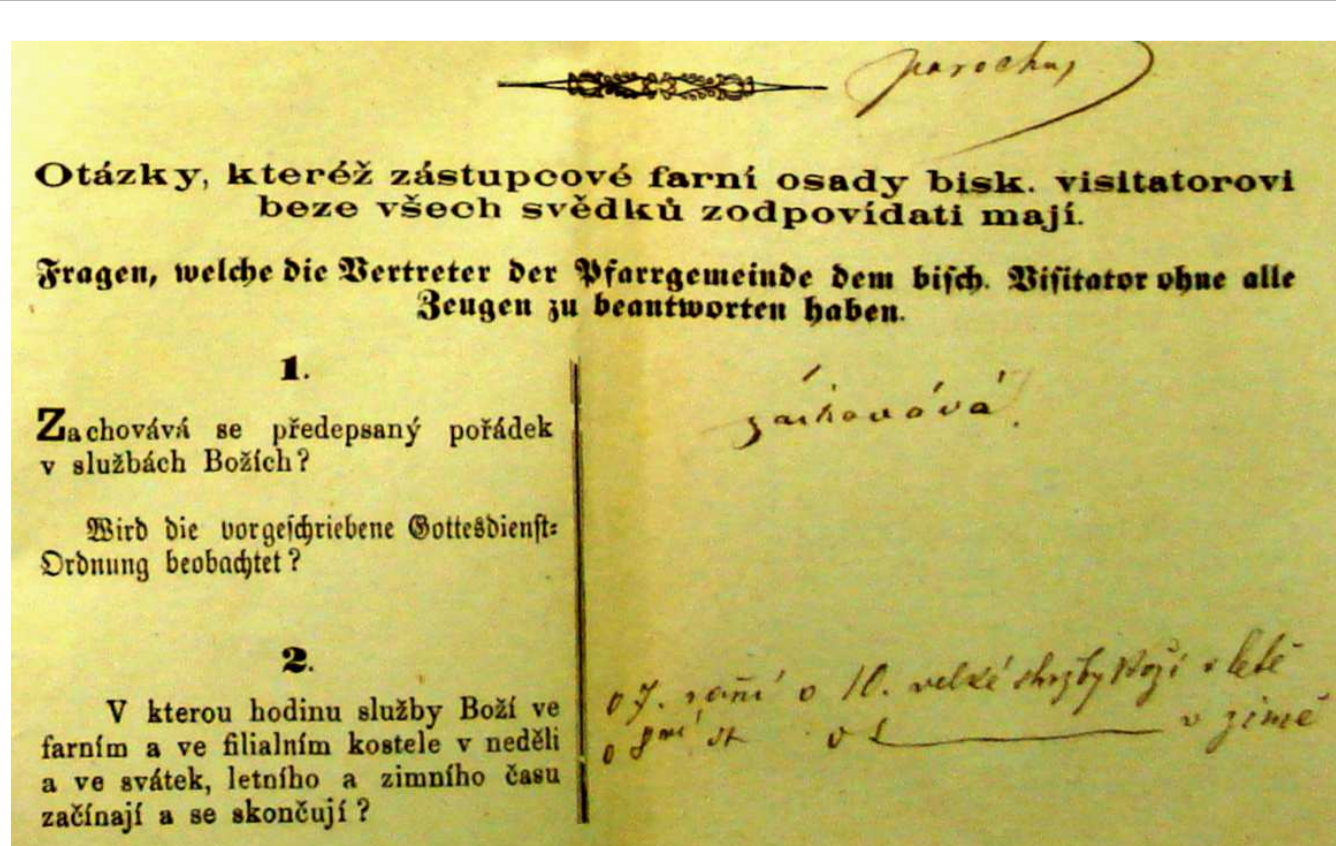 parochus
Otázky, kteréž zástupcové farní osady bisk. visitatorovi
beze všech svědků zodpovídati mají.
Fragen, welche die Vertreter der Pfarrgemeinde dem bisch. Visitator ohne alle
Zeugen zu beantworten haben.
1.
Zachovává se předepsaný pořádek
v službách Božích?
zachovává.
Wird die vorgeschriebene Gottesdienst-
Ordnung beobachtet?
2.
V kterou hodinu služby Boží ve
farním a ve filialním kostele v neděli
a ve svátek, letního a zimního času
začínají a se skončují?
o 7. ranní o 10. velké služby Boží v letě
o 8mi v zimě